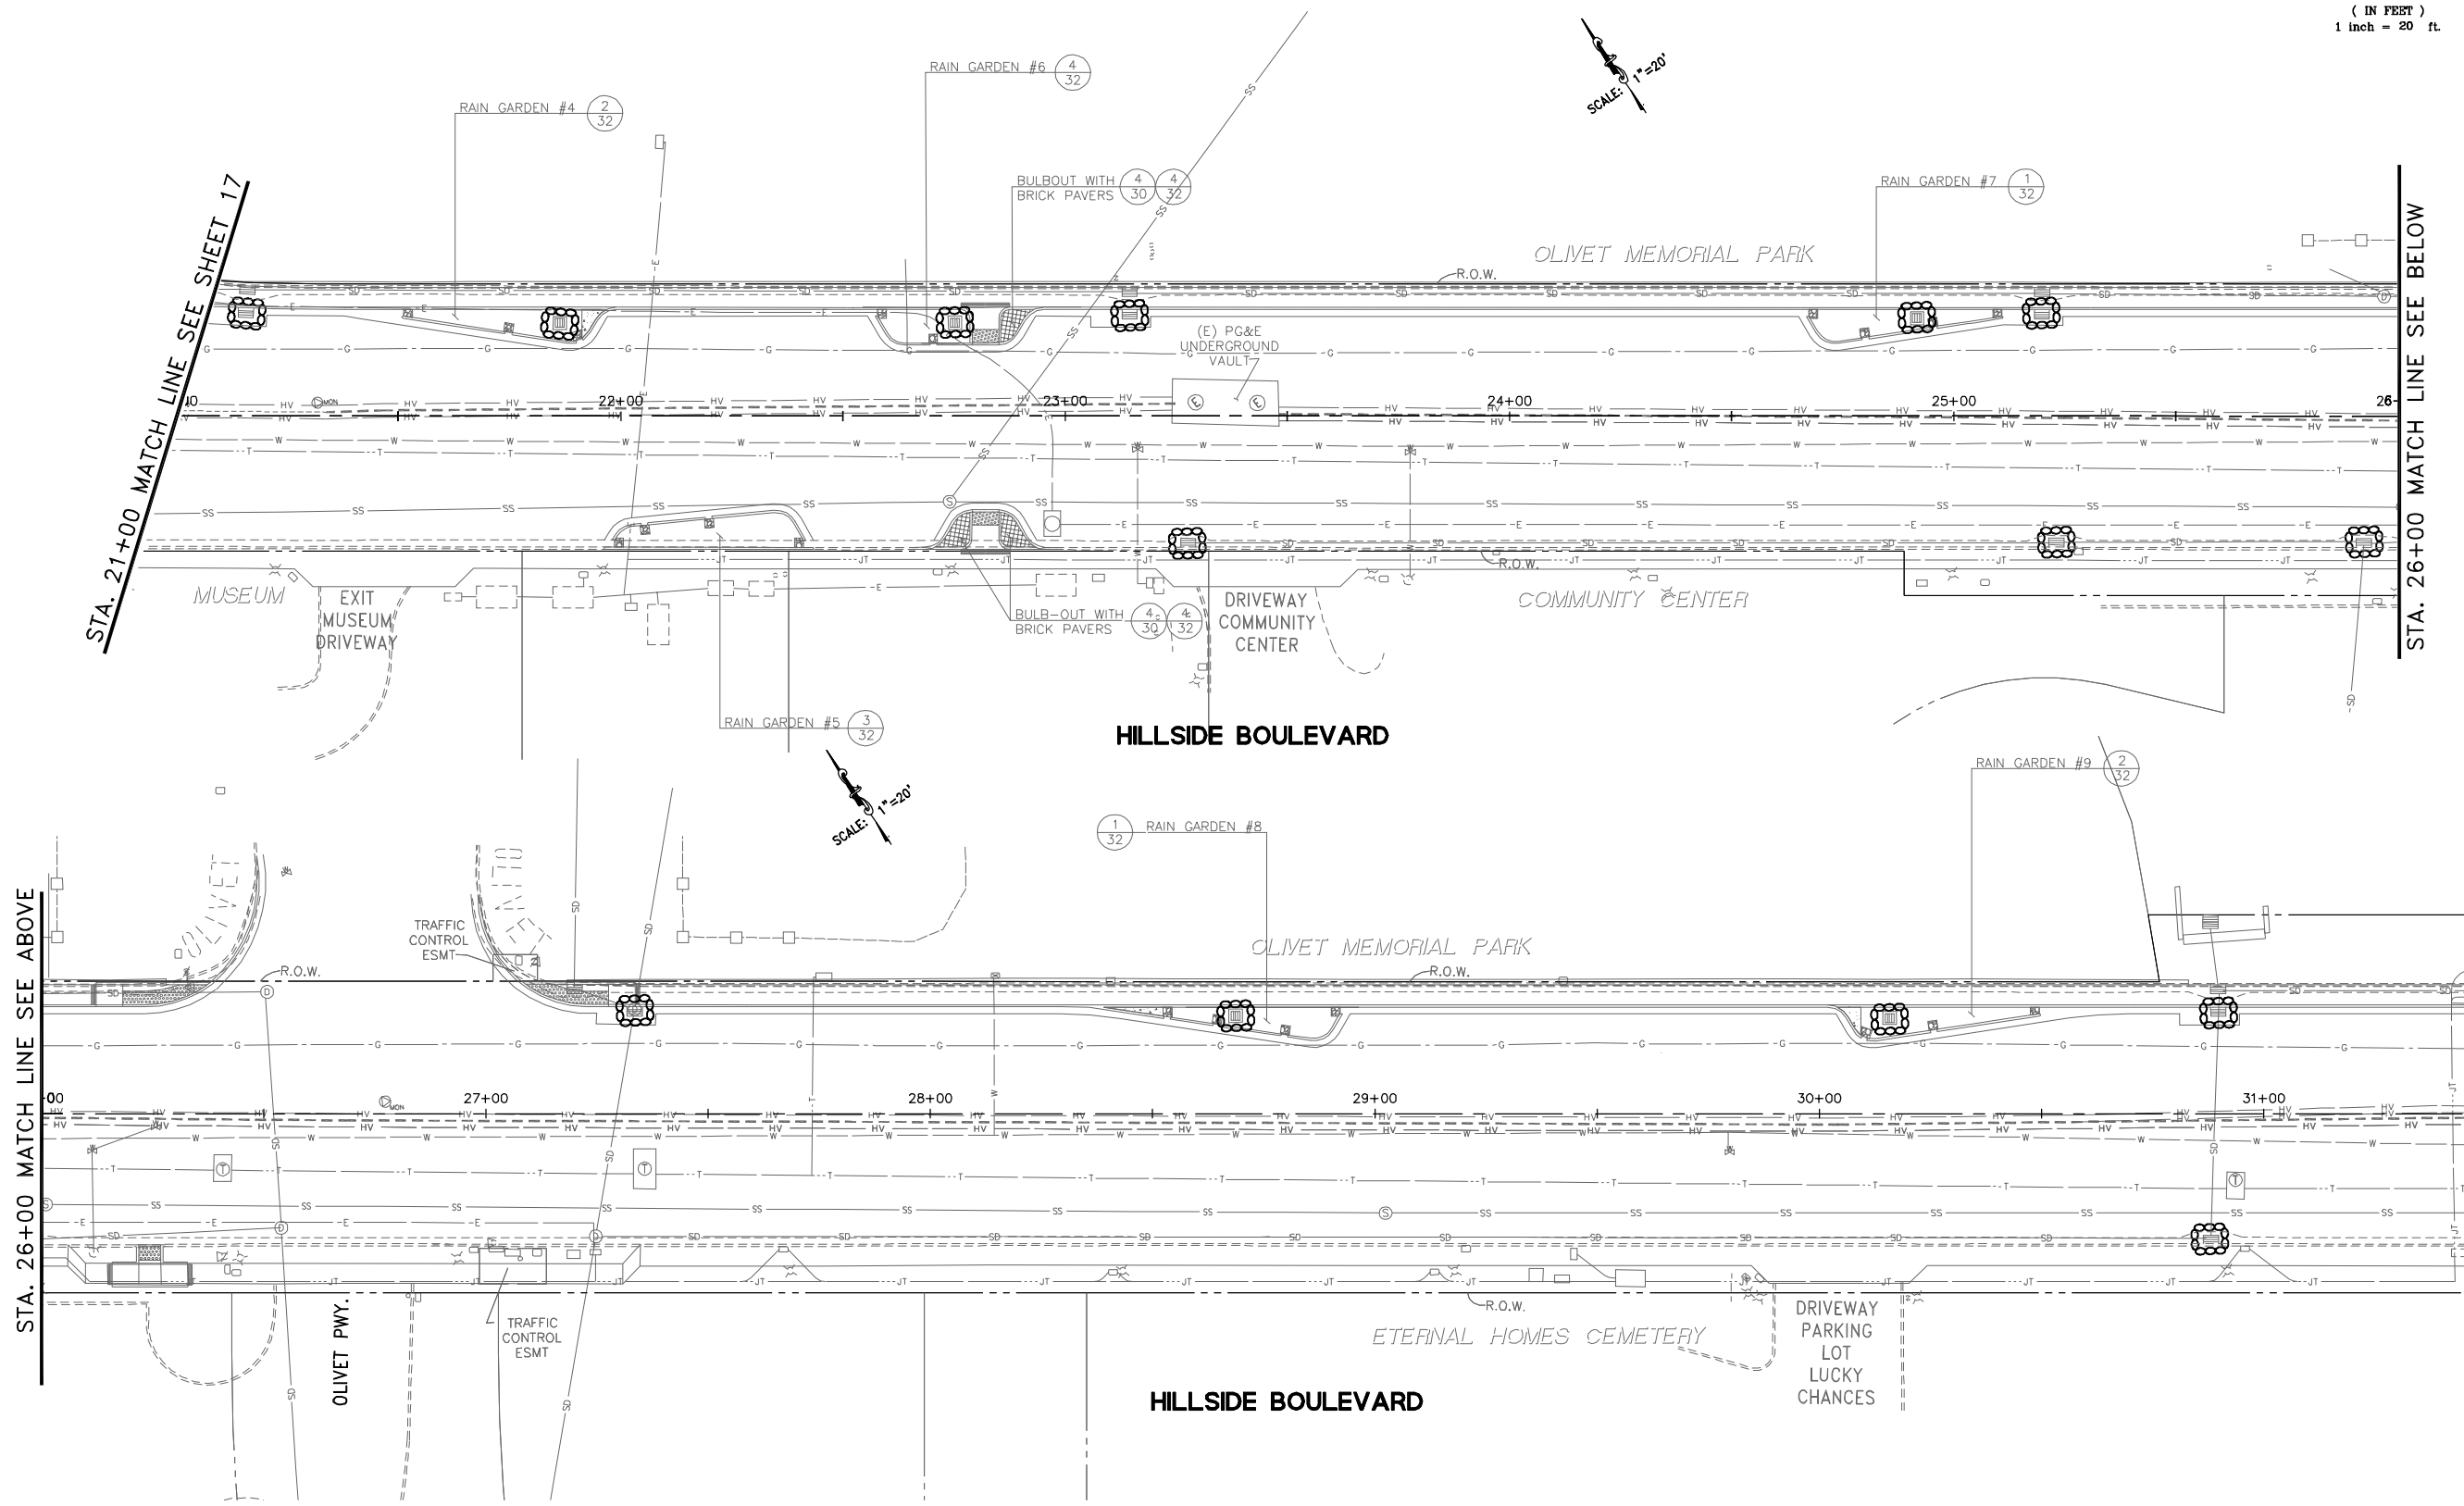 ( IN FEET )
1 inch = 20 ft.
SCALE: 1"=20'
RAIN GARDEN #6 4 32
RAIN GARDEN #4 2 32
BULBOUT WITH 4 4
BRICK PAVERS 30 32
RAIN GARDEN #7 1 32
STA. 21+00 MATCH LINE SEE SHEET 17
OLIVET MEMORIAL PARK
R.O.W.
(E) PG&E
UNDERGROUND
VAULT
MON
22+00
23+00
24+00
25+00
26
STA. 26+00 MATCH LINE SEE BELOW
R.O.W.
MUSEUM
EXIT
MUSEUM
DRIVEWAY
BULB-OUT WITH 4 4
BRICK PAVERS 30 32
DRIVEWAY
COMMUNITY
CENTER
COMMUNITY CENTER
RAIN GARDEN #5 3 32
HILLSIDE BOULEVARD
SCALE: 1"=20'
RAIN GARDEN #9 2 32
1 32 RAIN GARDEN #8
STA. 26+00 MATCH LINE SEE ABOVE
TRAFFIC
CONTROL
ESMT
OLIVET MEMORIAL PARK
R.O.W.
R.O.W.
00
MON
27+00
28+00
29+00
30+00
31+00
OLIVET PWY.
TRAFFIC
CONTROL
ESMT
R.O.W.
ETERNAL HOMES CEMETERY
DRIVEWAY
PARKING
LOT
LUCKY
CHANCES
HILLSIDE BOULEVARD